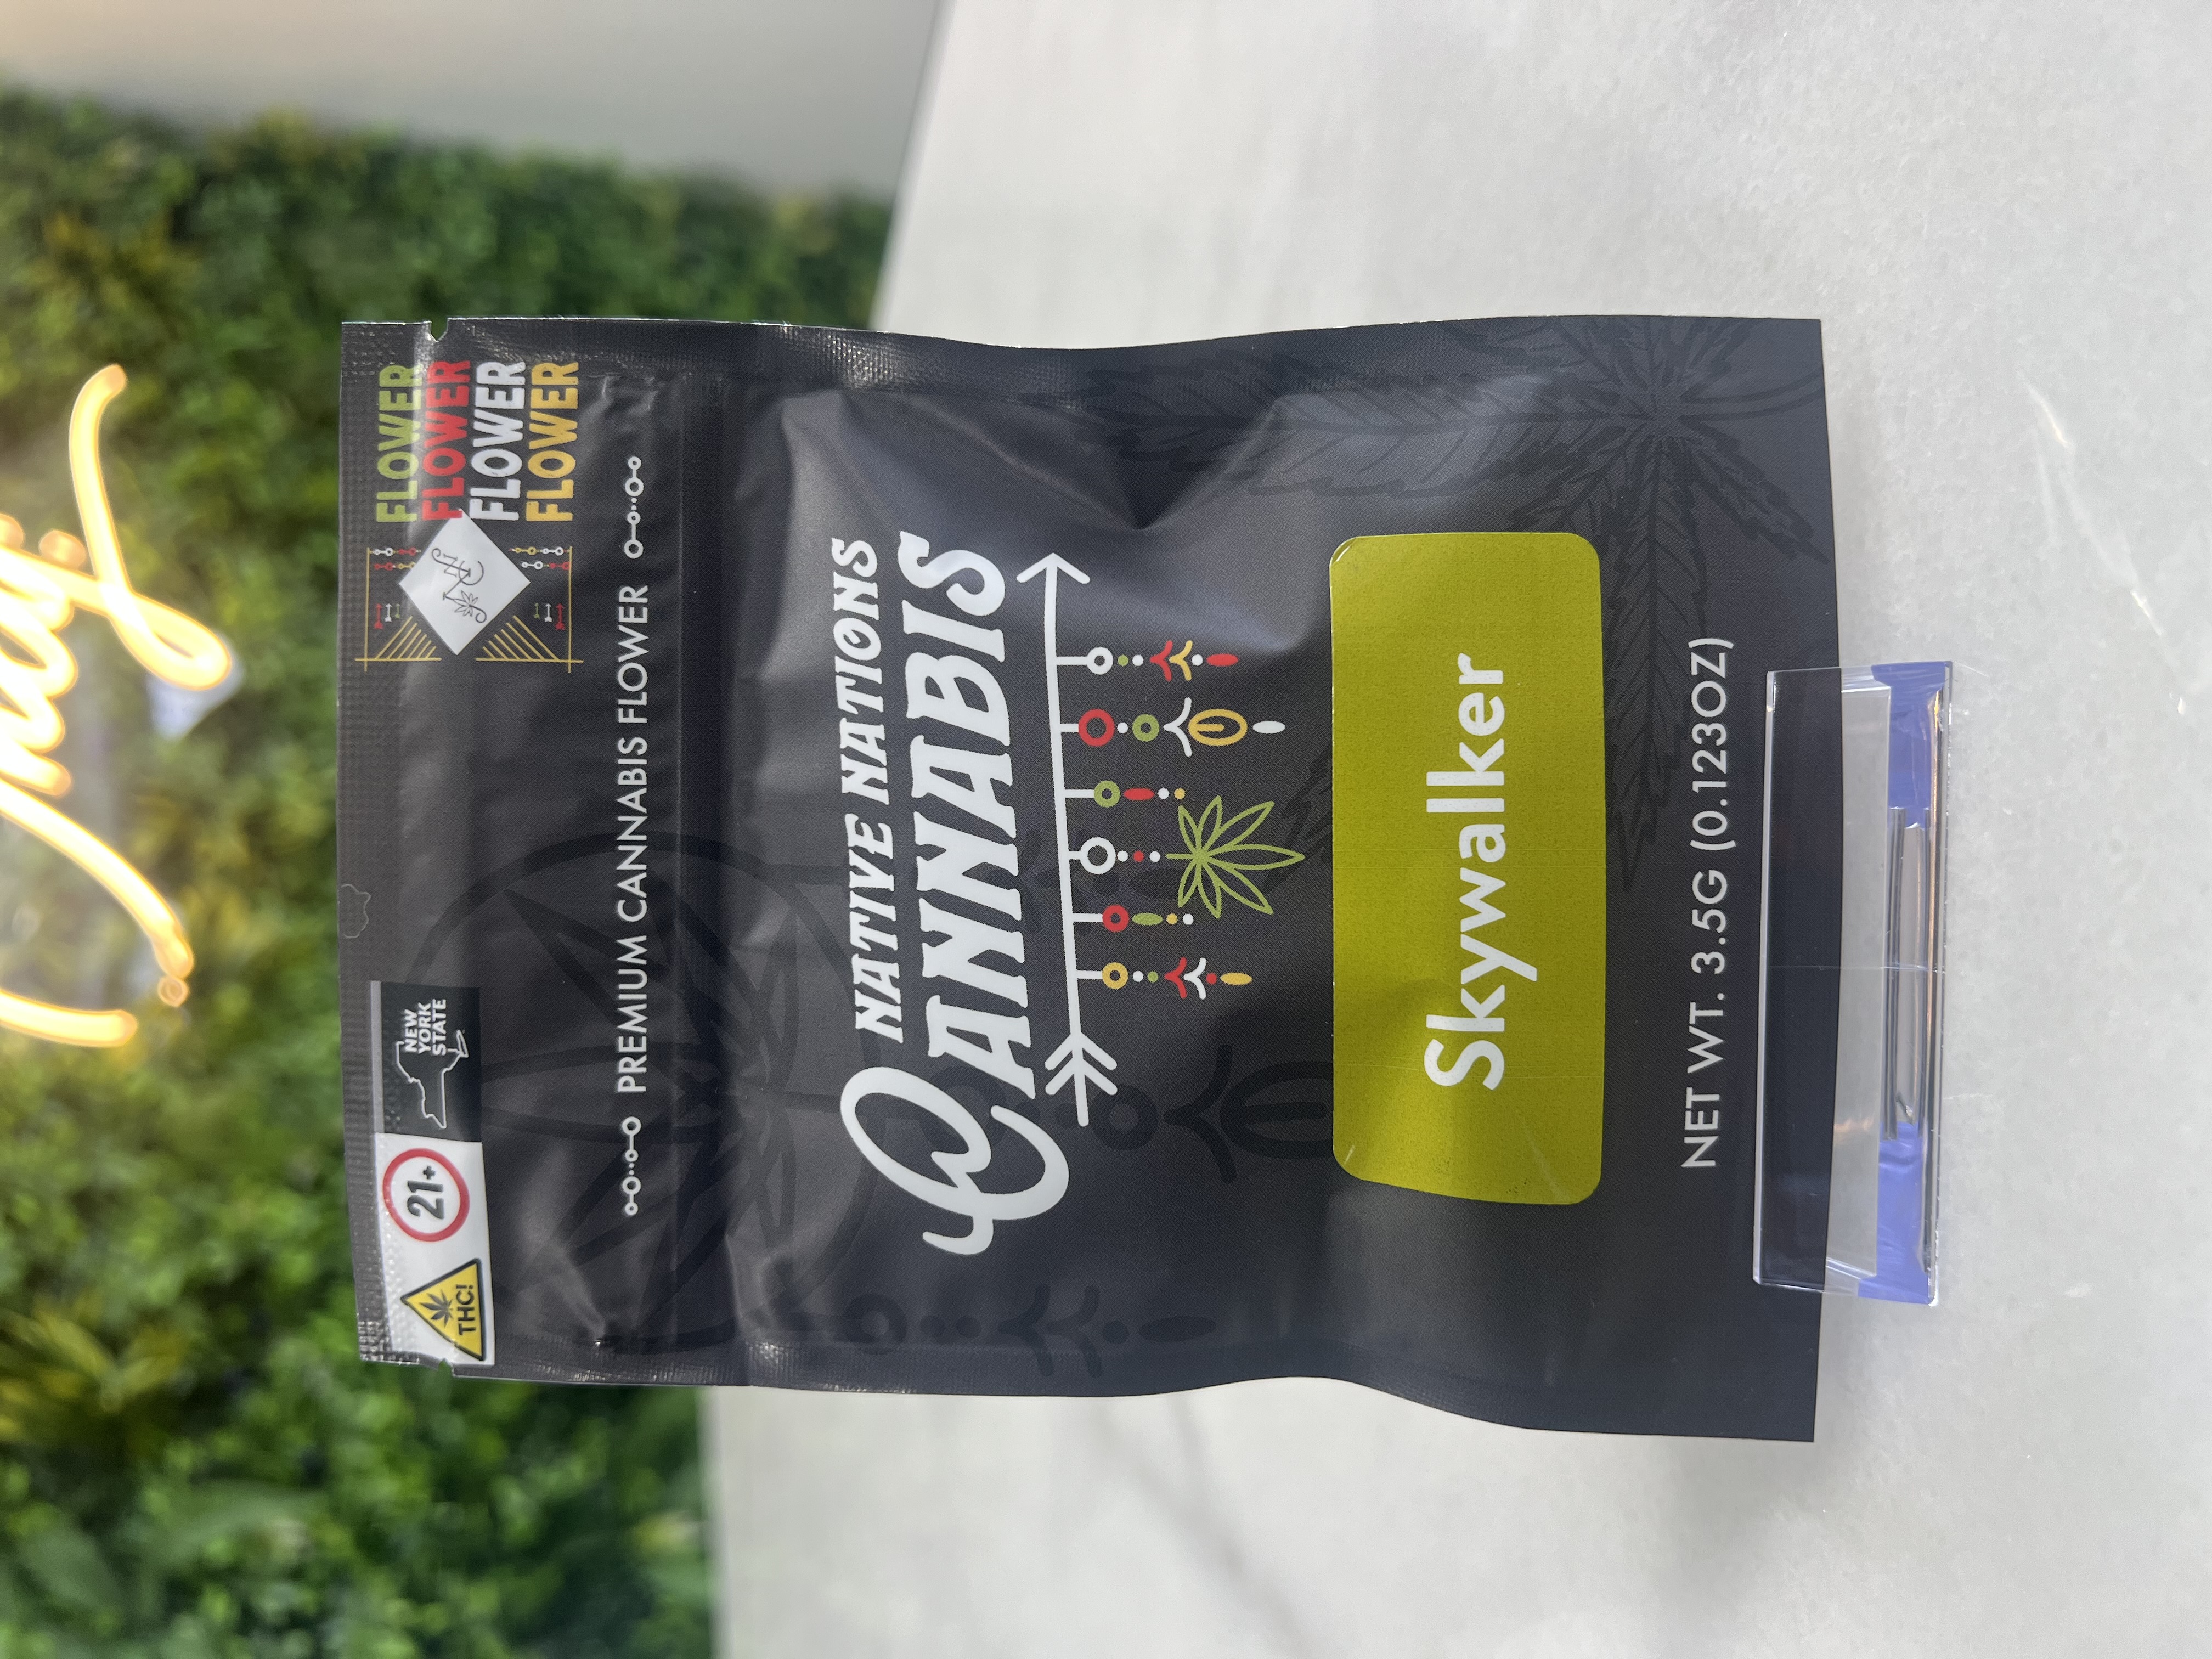 THC!
21+
NEW
YORK
STATE
FLOWER
FLOWER
FLOWER
FLOWER
PREMIUM CANNABIS FLOWER
NATIVE NATIONS
CANNABIS
Skywalker
NET WT. 3.5G (0.123OZ)